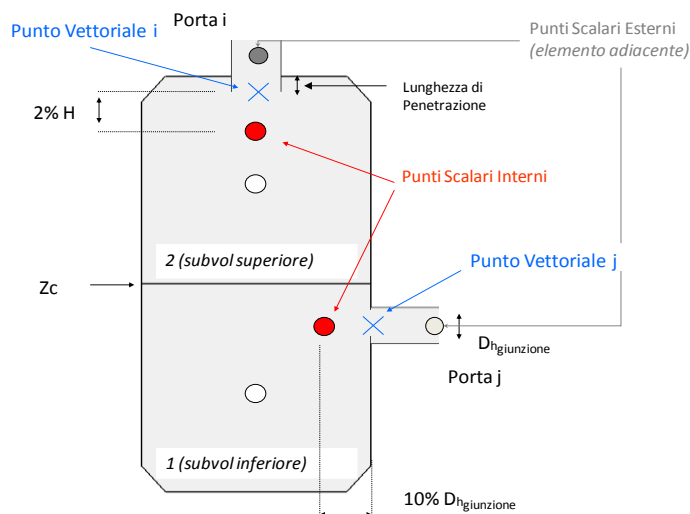 Porta i
Punto Vettoriale i
Punti Scalari Esterni
(elemento adiacente)
Lunghezza di
Penetrazione
2% H
Punti Scalari Interni
2 (subvol superiore)
Punto Vettoriale j
Zc
Dhgiunzione
Porta j
1 (subvol inferiore)
10% Dhgiunzione